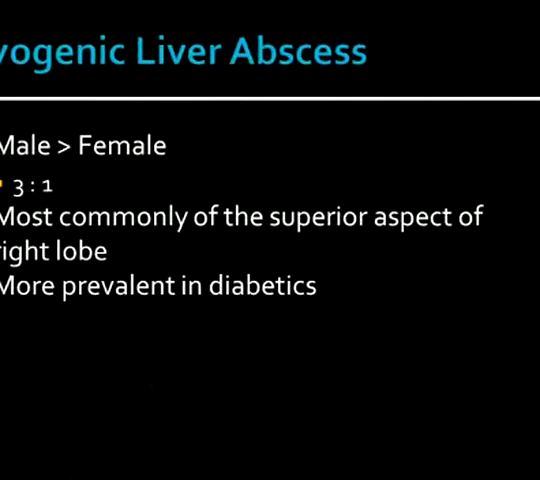 yogenic Liver Abscess
Male > Female
3 : 1
Most commonly of the superior aspect of
right lobe
More prevalent in diabetics